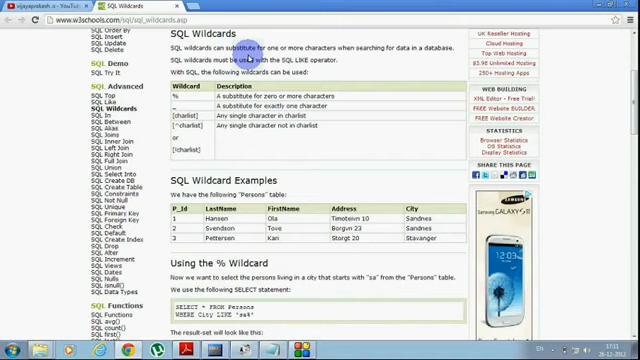 vijayaprakash .s - YouTu
SQL Wildcards
www.w3schools.com/sql/sql_wildcards.asp
SQL Order By
SQL Insert
SQL Update
SQL Delete
SQL Demo
SQL Try It
SQL Advanced
SQL Top
SQL Like
SQL Wildcards
SQL In
SQL Between
SQL Alias
SQL Joins
SQL Inner Join
SQL Left Join
SQL Right Join
SQL Full Join
SQL Union
SQL Select Into
SQL Create DB
SQL Create Table
SQL Constraints
SQL Not Null
SQL Unique
SQL Primary Key
SQL Foreign Key
SQL Check
SQL Default
SQL Create Index
SQL Drop
SQL Alter
SQL Increment
SQL Views
SQL Dates
SQL Nulls
SQL isnull()
SQL Data Types
SQL Functions
SQL Functions
SQL avg()
SQL count()
SQL first()
SQL Wildcards
SQL wildcards can substitute for one or more characters when searching for data in a database.
SQL wildcards must be used with the SQL LIKE operator.
With SQL, the following wildcards can be used:
Wildcard Description
% A substitute for zero or more characters
_ A substitute for exactly one character
[charlist] Any single character in charlist
[^charlist] Any single character not in charlist
or
[!charlist]
SQL Wildcard Examples
We have the following "Persons" table:
P_Id LastName FirstName Address City
1 Hansen Ola Timoteivn 10 Sandnes
2 Svendson Tove Borgvn 23 Sandnes
3 Pettersen Kari Storgt 20 Stavanger
Using the % Wildcard
Now we want to select the persons living in a city that starts with "sa" from the "Persons" table.
We use the following SELECT statement:
SELECT * FROM Persons
WHERE City LIKE 'sa%'
The result-set will look like this:
UK Reseller Hosting
Cloud Hosting
Top Web Hosting
$3.98 Unlimited Hosting
250+ Hosting Apps
WEB BUILDING
XML Editor - Free Trial!
FREE Website BUILDER
FREE Website Creator
STATISTICS
Browser Statistics
OS Statistics
Display Statistics
SHARE THIS PAGE
SAMSUNG
Samsung GALAXY S III
12:00
EN
17:11
26-12-2012